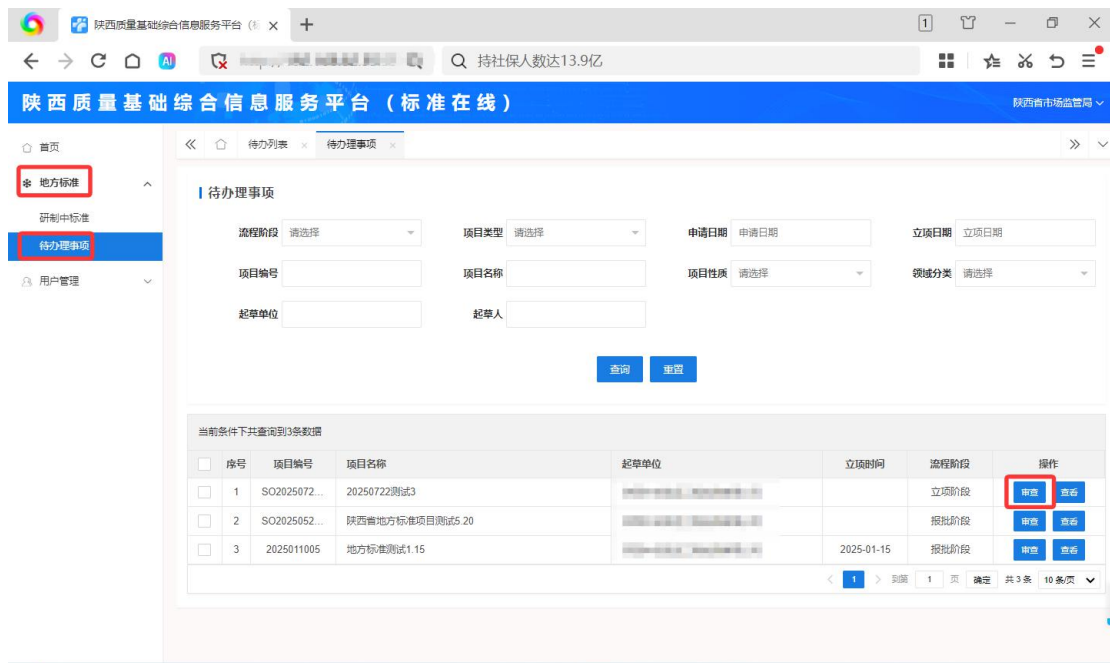 陕西质量基础综合信息服务平台（标
1
AI
持社保人数达13.9亿
陕西质量基础综合信息服务平台（标准在线）
陕西省市场监管局
首页
待办列表 ×
待办理事项 ×
地方标准
研制中标准
待办理事项
用户管理
待办理事项
流程阶段 请选择
项目类型 请选择
申请日期 申请日期
立项日期 立项日期
项目编号
项目名称
项目性质 请选择
领域分类 请选择
起草单位
起草人
查询 重置
当前条件下共查询到3条数据
序号 项目编号 项目名称 起草单位 立项时间 流程阶段 操作
1 SO2025072... 20250722测试3 立项阶段 审查 查看
2 SO2025052... 陕西省地方标准项目测试5.20 报批阶段 审查 查看
3 2025011005 地方标准测试1.15 2025-01-15 报批阶段 审查 查看
1 到第 1 页 确定 共3条 10条/页